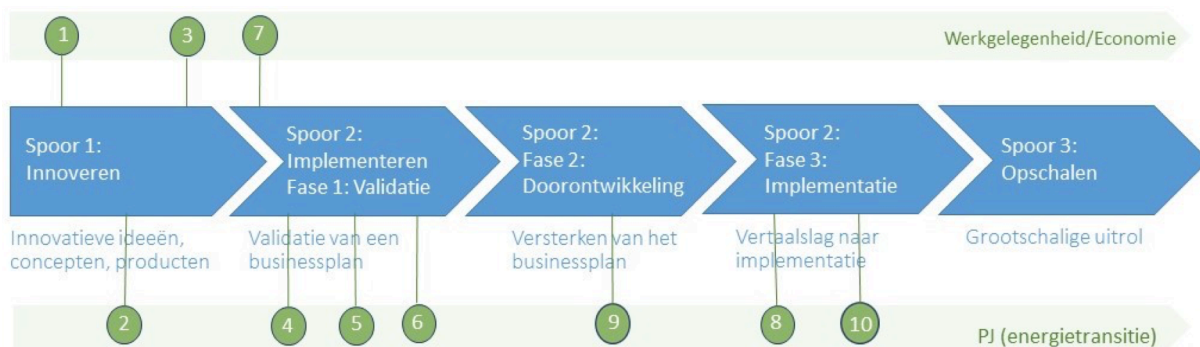 1
3
7
Werkgelegenheid/Economie
Spoor 1:
Innoveren
Spoor 2:
Implementeren
Fase 1: Validatie
Spoor 2:
Fase 2:
Doorontwikkeling
Spoor 2:
Fase 3:
Implementatie
Spoor 3:
Opschalen
Innovatieve ideeën,
concepten, producten
Validatie van een
businessplan
Versterken van het
businessplan
Vertaalslag naar
implementatie
Grootschalige uitrol
2
4
5
6
9
8
10
PJ (energietransitie)